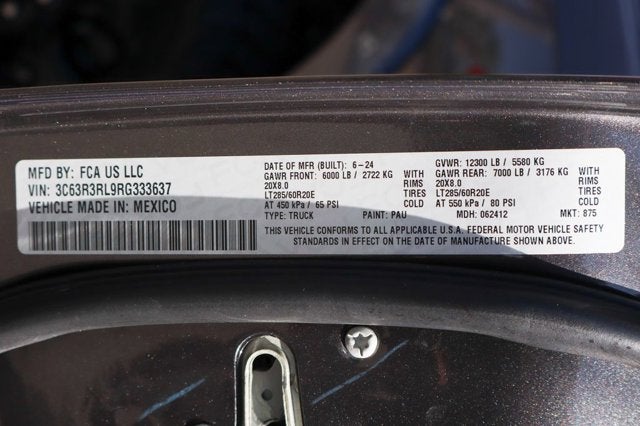 MFD BY: FCA US LLC
VIN: 3C63R3RL9RG333637
VEHICLE MADE IN: MEXICO
DATE OF MFR (BUILT): 6-24
GAWR FRONT: 6000 LB / 2722 KG
20X8.0
LT285/60R20E
AT 450 kPa / 65 PSI
TYPE: TRUCK PAINT: PAU
WITH
RIMS
TIRES
GVWR: 12300 LB / 5580 KG
GAWR REAR: 7000 LB / 3176 KG
20X8.0
LT285/60R20E
AT 550 kPa / 80 PSI
MDH: 062412 MKT: 875
WITH
RIMS
TIRES
COLD
THIS VEHICLE CONFORMS TO ALL APPLICABLE U.S.A. FEDERAL MOTOR VEHICLE SAFETY
STANDARDS IN EFFECT ON THE DATE OF MANUFACTURE SHOWN ABOVE.